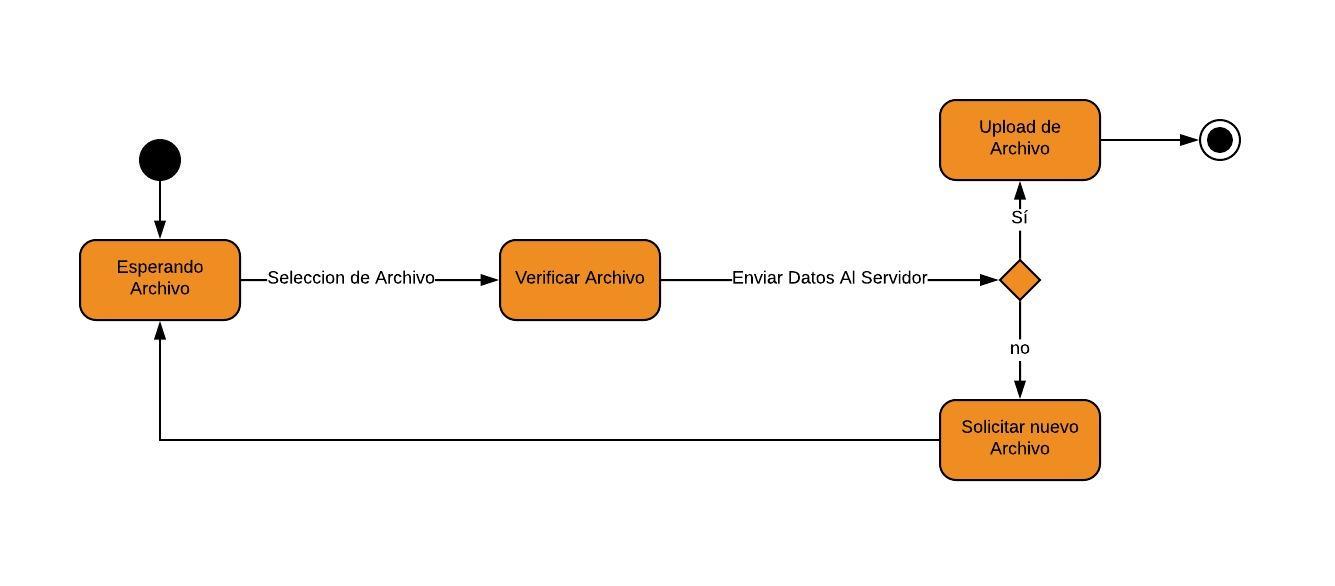 Upload de
Archivo
Sí
Esperando
Archivo
Seleccion de Archivo
Verificar Archivo
Enviar Datos Al Servidor
no
Solicitar nuevo
Archivo